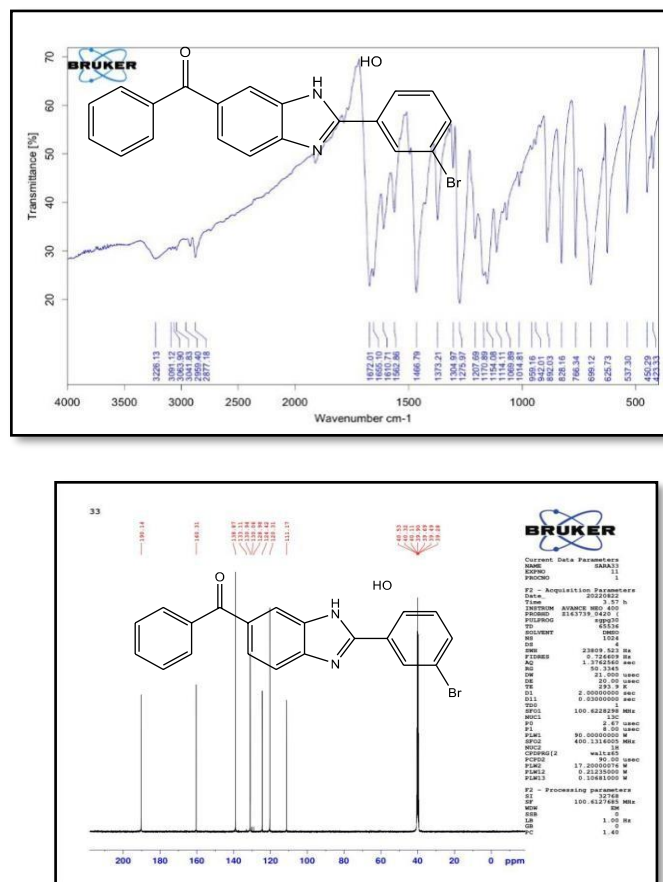 BRUKER
O
HO
H
N
N
Br
Transmittance [%]
70
60
50
40
30
20
3226.13
3091.12
3063.90
3041.83
2959.40
2877.18
1672.01
1655.10
1610.71
1562.86
1466.79
1373.21
1304.97
1275.97
1207.69
1170.89
1154.08
1114.11
1069.89
1014.81
959.16
942.01
892.03
828.16
766.34
699.12
625.73
537.30
450.29
423.33
4000 3500 3000 2500 2000 1500 1000 500
Wavenumber cm-1
33
111.17
BRUKER
O
HO
H
N
N
Br
Current Data Parameters
NAME SARA33
EXPNO 11
PROCNO 1
F2 - Acquisition Parameters
Date_ 20220822
Time 3.57 h
INSTRUM AVANCE NEO 400
PROBHD Z163739_0420 (
PULPROG zgpg30
TD 65536
SOLVENT DMSO
NS 1024
DS 4
SWH 23809.523 Hz
FIDRES 0.726609 Hz
AQ 1.3762560 sec
RG 50.3345
DW 21.000 usec
DE 20.00 usec
TE 293.9 K
D1 2.00000000 sec
D11 0.03000000 sec
TD0 1
SFO1 100.6228298 MHz
NUC1 13C
P0 2.67 usec
P1 8.00 usec
PLW1 90.00000000 W
SFO2 400.1316005 MHz
NUC2 1H
CPDPRG[2 waltz65
PCPD2 90.00 usec
PLW2 17.20000076 W
PLW12 0.21235000 W
PLW13 0.10681000 W
F2 - Processing parameters
SI 32768
SF 100.6127685 MHz
WDW EM
SSB 0
LB 1.00 Hz
GB 0
PC 1.40
200 180 160 140 120 100 80 60 40 20 0 ppm